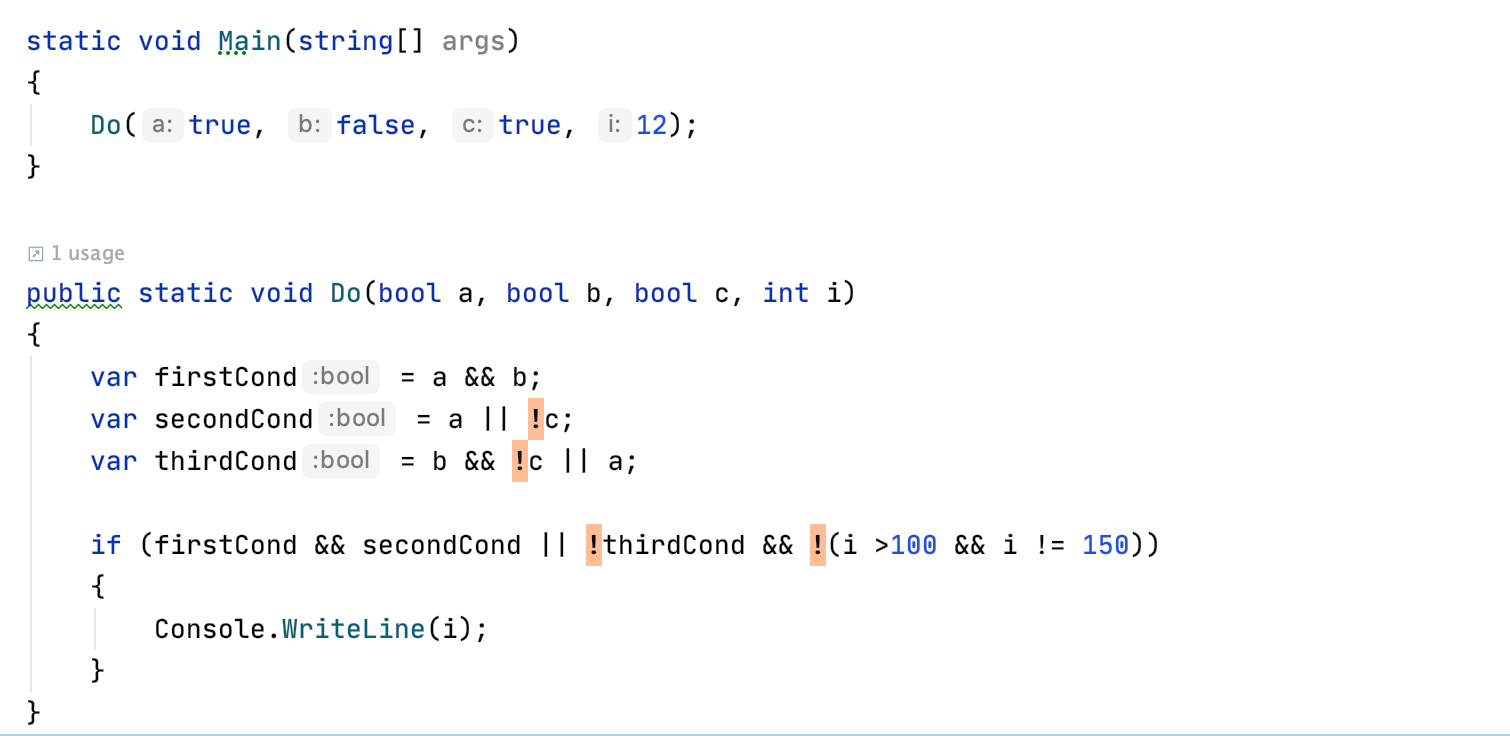 static void Main(string[] args)
{
    Do(a: true, b: false, c: true, i: 12);
}
1 usage
public static void Do(bool a, bool b, bool c, int i)
{
    var firstCond :bool = a && b;
    var secondCond :bool = a || !c;
    var thirdCond :bool = b && !c || a;
    if (firstCond && secondCond || !thirdCond && !(i >100 && i != 150))
    {
        Console.WriteLine(i);
    }
}